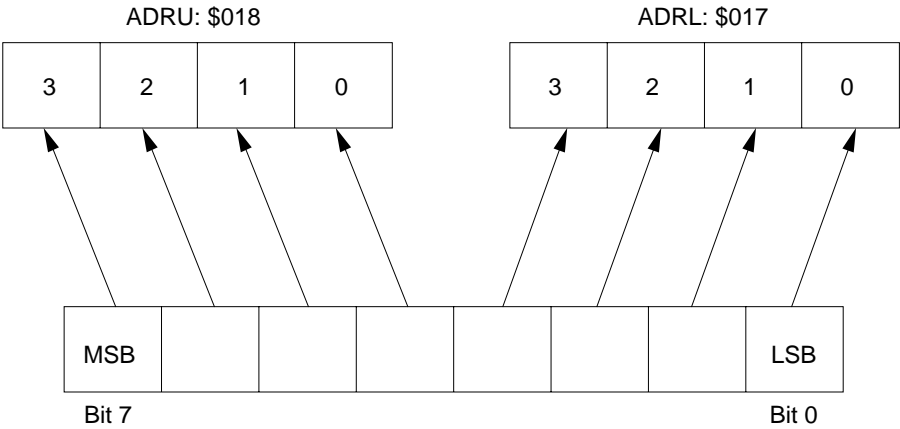 ADRU: $018 ADRL: $017
3 2 1 0 3 2 1 0
MSB LSB
Bit 7 Bit 0